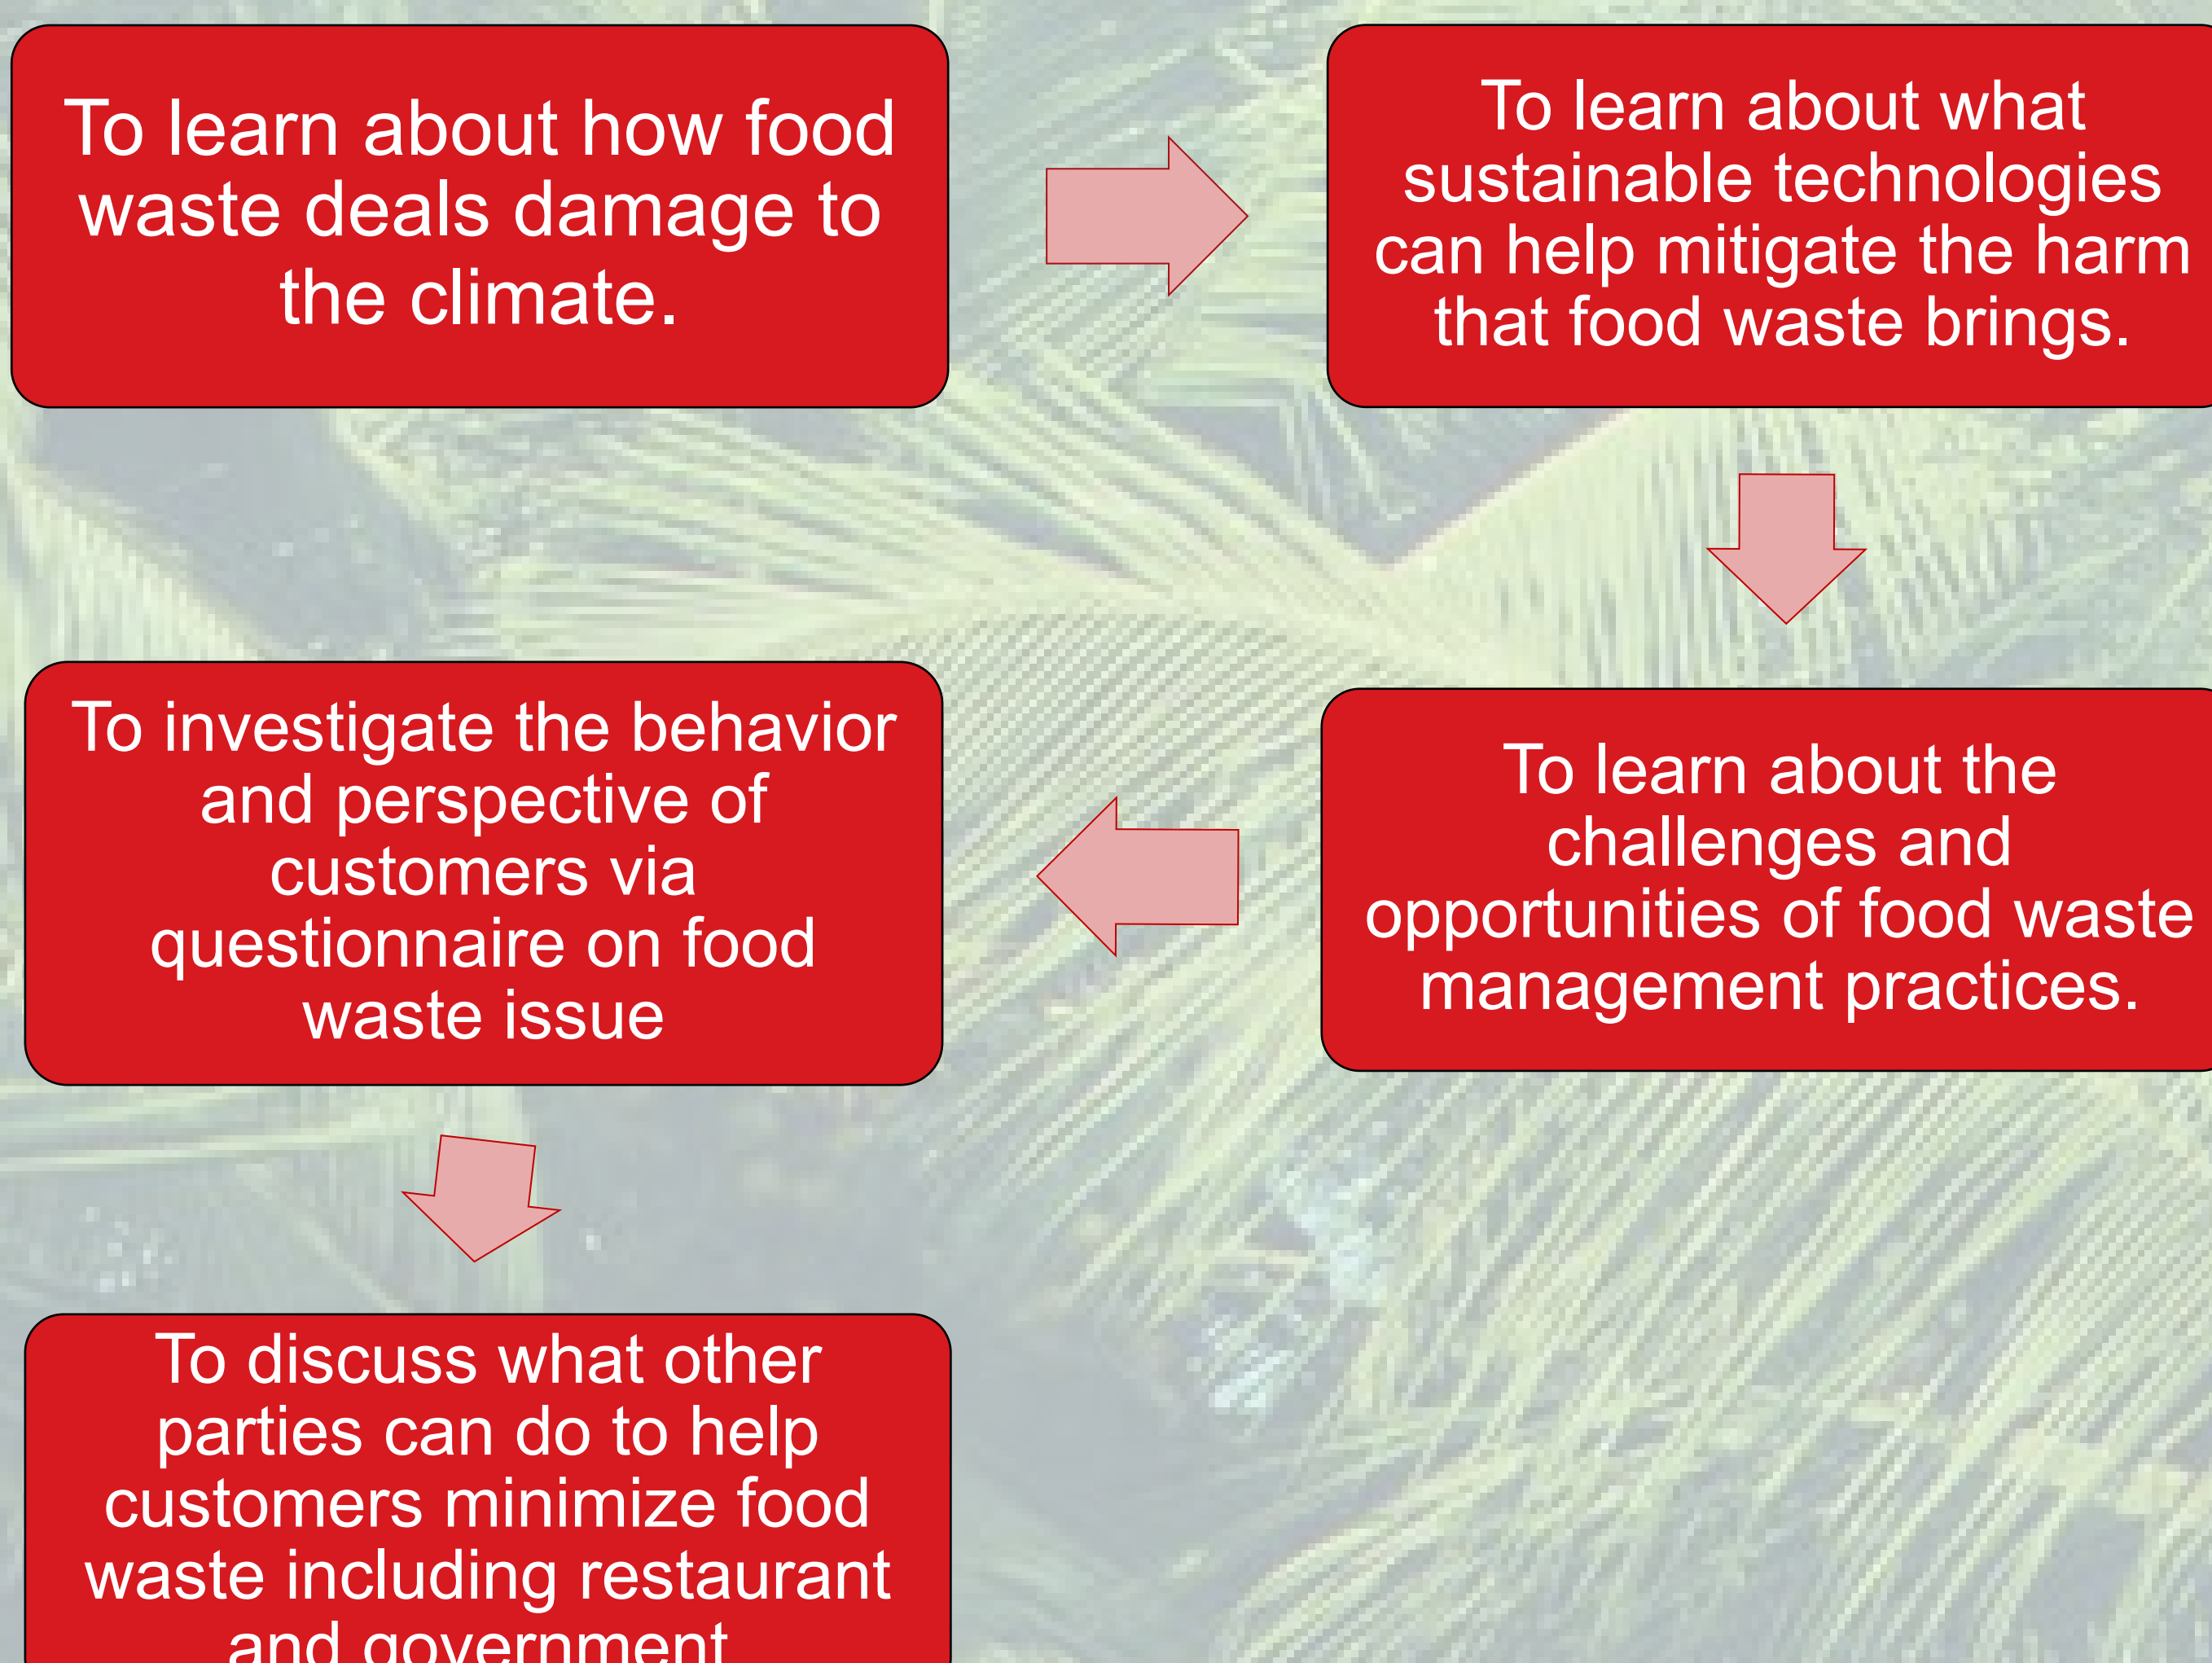 To learn about how food
waste deals damage to
the climate.
To learn about what
sustainable technologies
can help mitigate the harm
that food waste brings.
To learn about the
challenges and
opportunities of food waste
management practices.
To investigate the behavior
and perspective of
customers via
questionnaire on food
waste issue
To discuss what other
parties can do to help
customers minimize food
waste including restaurant
and government